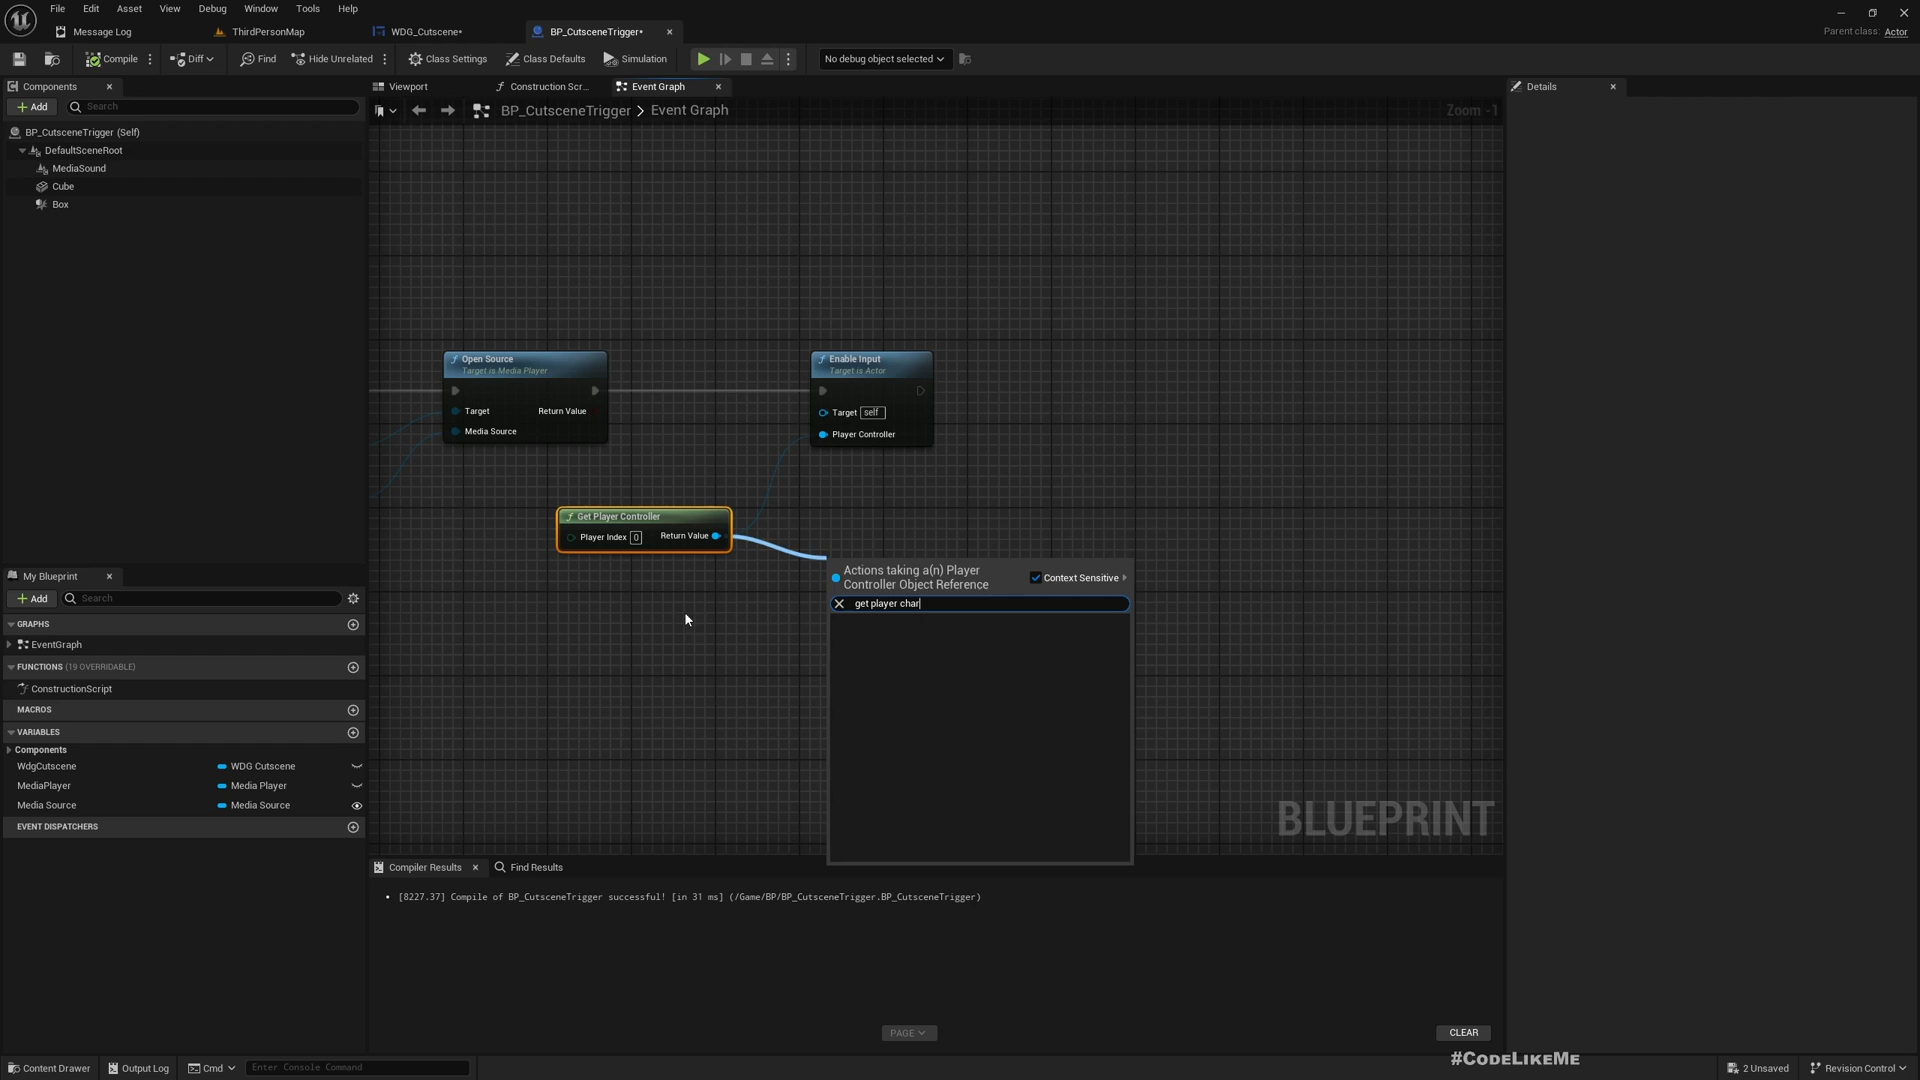 File Edit Asset View Debug Window Tools Help
Message Log ThirdPersonMap WDG_Cutscene* BP_CutsceneTrigger*
Parent class: Actor
Compile Diff Find Hide Unrelated Class Settings Class Defaults Simulation No debug object selected
Components
Add Search
BP_CutsceneTrigger (Self)
DefaultSceneRoot
MediaSound
Cube
Box
Viewport Construction Scr... Event Graph
BP_CutsceneTrigger > Event Graph
Zoom -1
Details
Open Source
Target is Media Player
Target Return Value
Media Source
Enable Input
Target is Actor
Target self
Player Controller
Get Player Controller
Player Index 0 Return Value
Actions taking a(n) Player
Controller Object Reference
Context Sensitive
get player char
BLUEPRINT
My Blueprint
Add Search
GRAPHS
EventGraph
FUNCTIONS (19 OVERRIDABLE)
ConstructionScript
MACROS
VARIABLES
Components
WdgCutscene WDG Cutscene
MediaPlayer Media Player
Media Source Media Source
EVENT DISPATCHERS
Compiler Results Find Results
[8227.37] Compile of BP_CutsceneTrigger successful! [in 31 ms] (/Game/BP/BP_CutsceneTrigger.BP_CutsceneTrigger)
PAGE
CLEAR
#CODELIKEME
Content Drawer Output Log Cmd Enter Console Command
2 Unsaved Revision Control